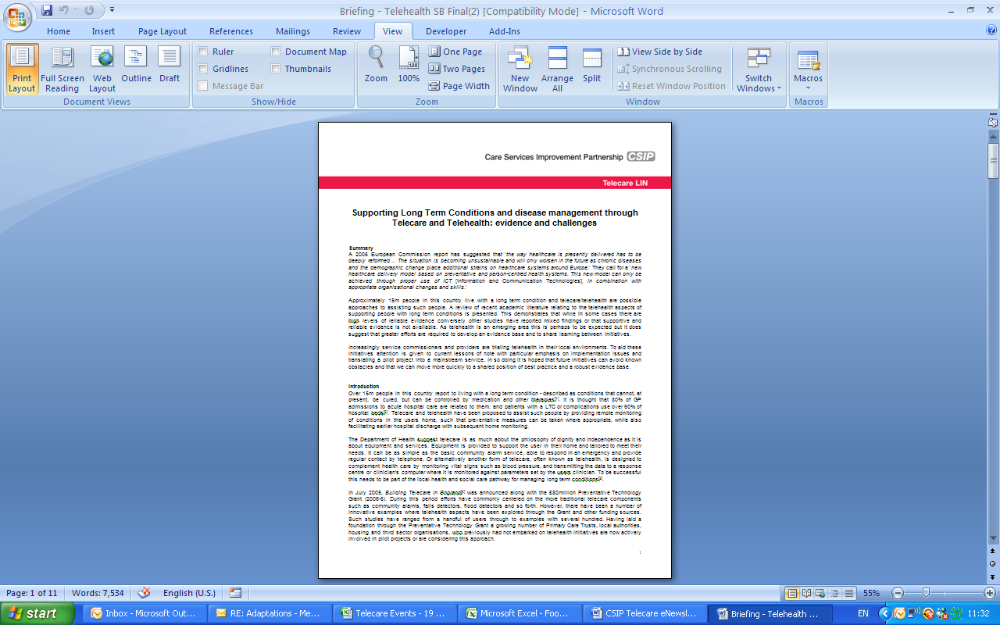 Briefing - Telehealth SB Final(2) [Compatibility Mode] - Microsoft Word
Home Insert Page Layout References Mailings Review View Developer Add-Ins
Print Layout
Full Screen Reading
Web Layout
Outline
Draft
Document Views
Ruler
Gridlines
Message Bar
Document Map
Thumbnails
Show/Hide
Zoom
100
100%
One Page
Two Pages
Page Width
Zoom
New Window
Arrange All
Split
View Side by Side
Synchronous Scrolling
Reset Window Position
Switch Windows
Window
Macros
Macros
Care Services Improvement Partnership CSIP
Telecare LIN
Supporting Long Term Conditions and disease management through
Telecare and Telehealth: evidence and challenges
Summary
A 2006 European Commission report has suggested that 'the way healthcare is presently delivered has to be
deeply reformed… The situation is becoming unsustainable and will only worsen in the future as chronic diseases
and the demographic change place additional strains on healthcare systems around Europe.' They call for a 'new
healthcare delivery model based on preventative and person-centred health systems. This new model can only be
achieved through proper use of ICT [Information and Communication Technologies], in combination with
appropriate organisational changes and skills.'
Approximately 15m people in this country live with a long term condition and telecare/telehealth are possible
approaches to assisting such people. A review of recent academic literature relating to the telehealth aspects of
supporting people with long term conditions is presented. This demonstrates that while in some cases there are
high levels of reliable evidence conversely other studies have reported mixed findings or that supportive and
reliable evidence is not available. As telehealth is an emerging area this is perhaps to be expected but it does
suggest that greater efforts are required to develop an evidence base and to share learning between initiatives.
Increasingly service commissioners and providers are trialing telehealth in their local environments. To aid these
initiatives attention is given to current lessons of note with particular emphasis on implementation issues and
translating a pilot project into a mainstream service. In so doing it is hoped that future initiatives can avoid known
obstacles and that we can move more quickly to a shared position of best practice and a robust evidence base.
Introduction
Over 15m people in this country report to living with a long term condition - described as conditions that cannot, at
present, be cured, but can be controlled by medication and other therapies. It is thought that 80% of GP
admissions to acute hospital care are related to them; and patients with a LTC or complications use over 60% of
hospital beds. Telecare and telehealth have been proposed to assist such people by providing remote monitoring
of conditions in the users home, such that preventative measures can be taken where appropriate, while also
facilitating earlier hospital discharge with subsequent home monitoring.
The Department of Health suggest telecare is as much about the philosophy of dignity and independence as it is
about equipment and services. Equipment is provided to support the user in their home and tailored to meet their
needs. It can be as simple as the basic community alarm service, able to respond in an emergency and provide
regular contact by telephone. Or alternatively another form of telecare, often known as telehealth, is designed to
complement health care by monitoring vital signs such as blood pressure, and transmitting the data to a response
centre or clinician's computer where it is monitored against parameters set by the users clinician. To be successful
this needs to be part of the local health and social care pathway for managing long term conditions.
In July 2005, Building Telecare in England was announced along with the £80million Preventative Technology
Grant (2006-8). During this period efforts have commonly centered on the more traditional telecare components
such as community alarms, falls detectors, flood detectors and so forth. However, there have been a number of
innovative examples where telehealth aspects have been explored through the Grant and other funding sources.
Such studies have ranged from a handful of users through to examples with several hundred. Having laid a
foundation through the Preventative Technology Grant a growing number of Primary Care Trusts, local authorities,
housing and third sector organisations, who previously had not embarked on telehealth initiatives are now actively
involved in pilot projects or are considering this approach.
1
Page: 1 of 11 Words: 7,534 English (U.S.) 55%
start Inbox - Microsoft Out... RE: Adaptations - Me... Telecare Events - 19 ... Microsoft Excel - Foo... CSIP Telecare eNewsl... Briefing - Telehealth ... EN 11:32